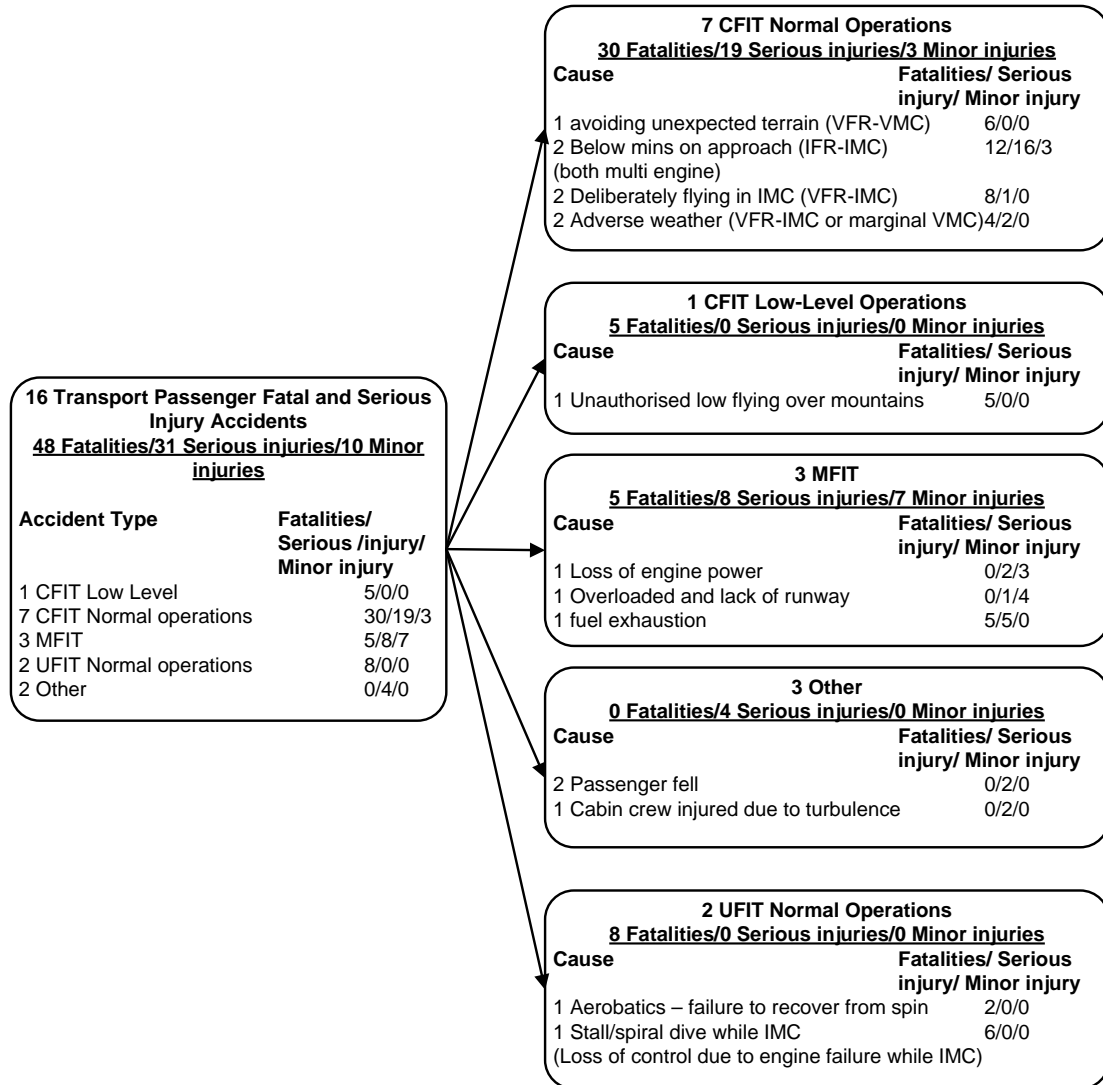 16 Transport Passenger Fatal and Serious
Injury Accidents
48 Fatalities/31 Serious injuries/10 Minor
injuries
Accident Type Fatalities/
Serious /injury/
Minor injury
1 CFIT Low Level 5/0/0
7 CFIT Normal operations 30/19/3
3 MFIT 5/8/7
2 UFIT Normal operations 8/0/0
2 Other 0/4/0
7 CFIT Normal Operations
30 Fatalities/19 Serious injuries/3 Minor injuries
Cause Fatalities/ Serious
injury/ Minor injury
1 avoiding unexpected terrain (VFR-VMC) 6/0/0
2 Below mins on approach (IFR-IMC) 12/16/3
(both multi engine)
2 Deliberately flying in IMC (VFR-IMC) 8/1/0
2 Adverse weather (VFR-IMC or marginal VMC) 4/2/0
1 CFIT Low-Level Operations
5 Fatalities/0 Serious injuries/0 Minor injuries
Cause Fatalities/ Serious
injury/ Minor injury
1 Unauthorised low flying over mountains 5/0/0
3 MFIT
5 Fatalities/8 Serious injuries/7 Minor injuries
Cause Fatalities/ Serious
injury/ Minor injury
1 Loss of engine power 0/2/3
1 Overloaded and lack of runway 0/1/4
1 fuel exhaustion 5/5/0
3 Other
0 Fatalities/4 Serious injuries/0 Minor injuries
Cause Fatalities/ Serious
injury/ Minor injury
2 Passenger fell 0/2/0
1 Cabin crew injured due to turbulence 0/2/0
2 UFIT Normal Operations
8 Fatalities/0 Serious injuries/0 Minor injuries
Cause Fatalities/ Serious
injury/ Minor injury
1 Aerobatics – failure to recover from spin 2/0/0
1 Stall/spiral dive while IMC 6/0/0
(Loss of control due to engine failure while IMC)